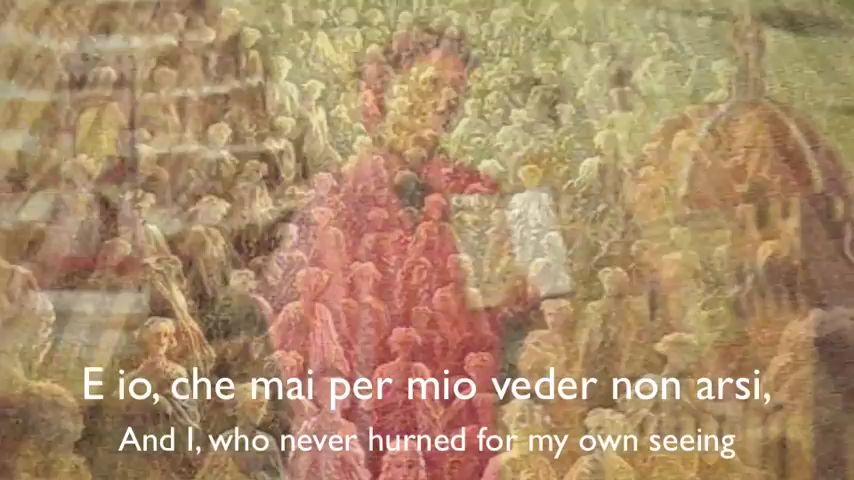 E io, che mai per mio veder non arsi,
And I, who never hurned for my own seeing